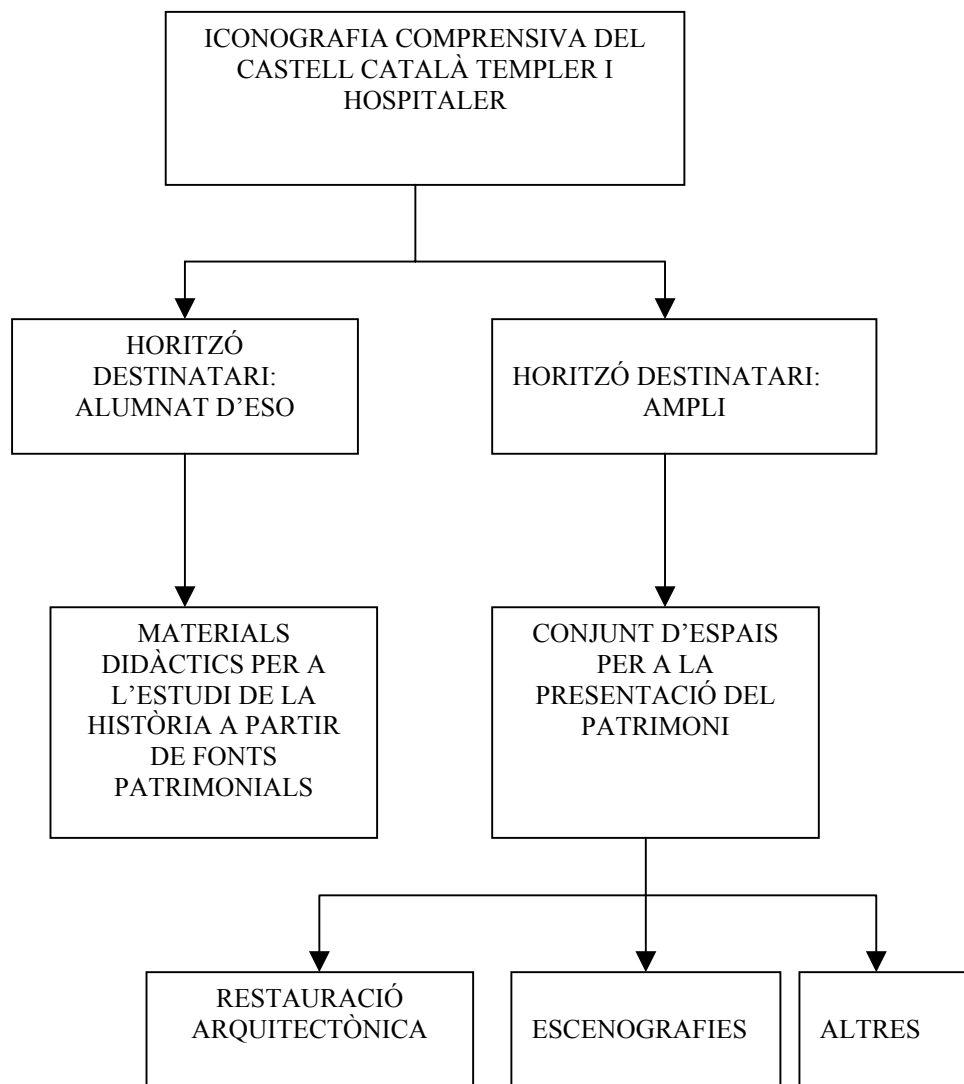 ICONOGRAFIA COMPRENSIVA DEL
CASTELL CATALÀ TEMPLER I
HOSPITALER
HORITZÓ
DESTINATARI:
ALUMNAT D’ESO
HORITZÓ DESTINATARI:
AMPLI
MATERIALS
DIDÀCTICS PER A
L’ESTUDI DE LA
HISTÒRIA A PARTIR
DE FONTS
PATRIMONIALS
CONJUNT D’ESPAIS
PER A LA
PRESENTACIÓ DEL
PATRIMONI
RESTAURACIÓ
ARQUITECTÒNICA
ESCENOGRAFIES
ALTRES